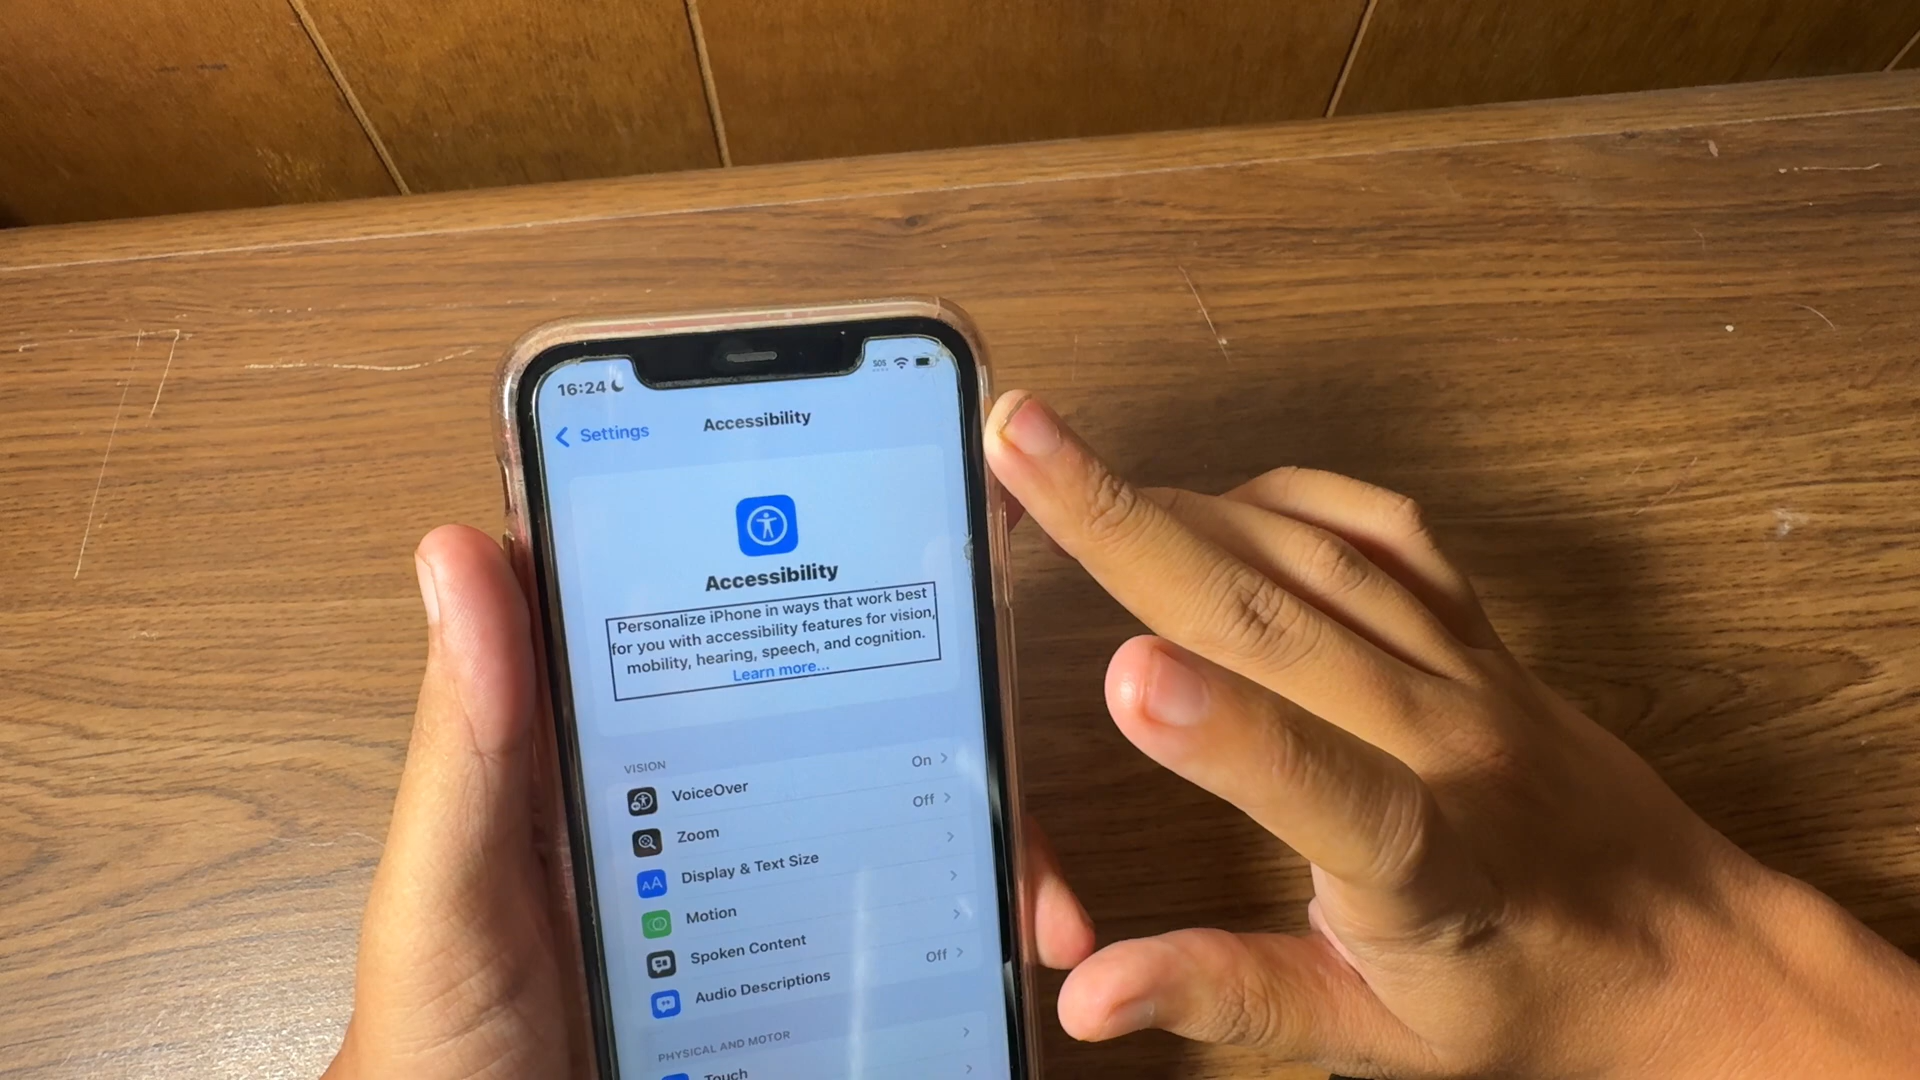 16:24
SOS
Settings
Accessibility
Accessibility
Personalize iPhone in ways that work best
for you with accessibility features for vision,
mobility, hearing, speech, and cognition.
Learn more...
VISION
VoiceOver On
Zoom Off
AA Display & Text Size
Motion
Spoken Content
Audio Descriptions Off
PHYSICAL AND MOTOR
Touch